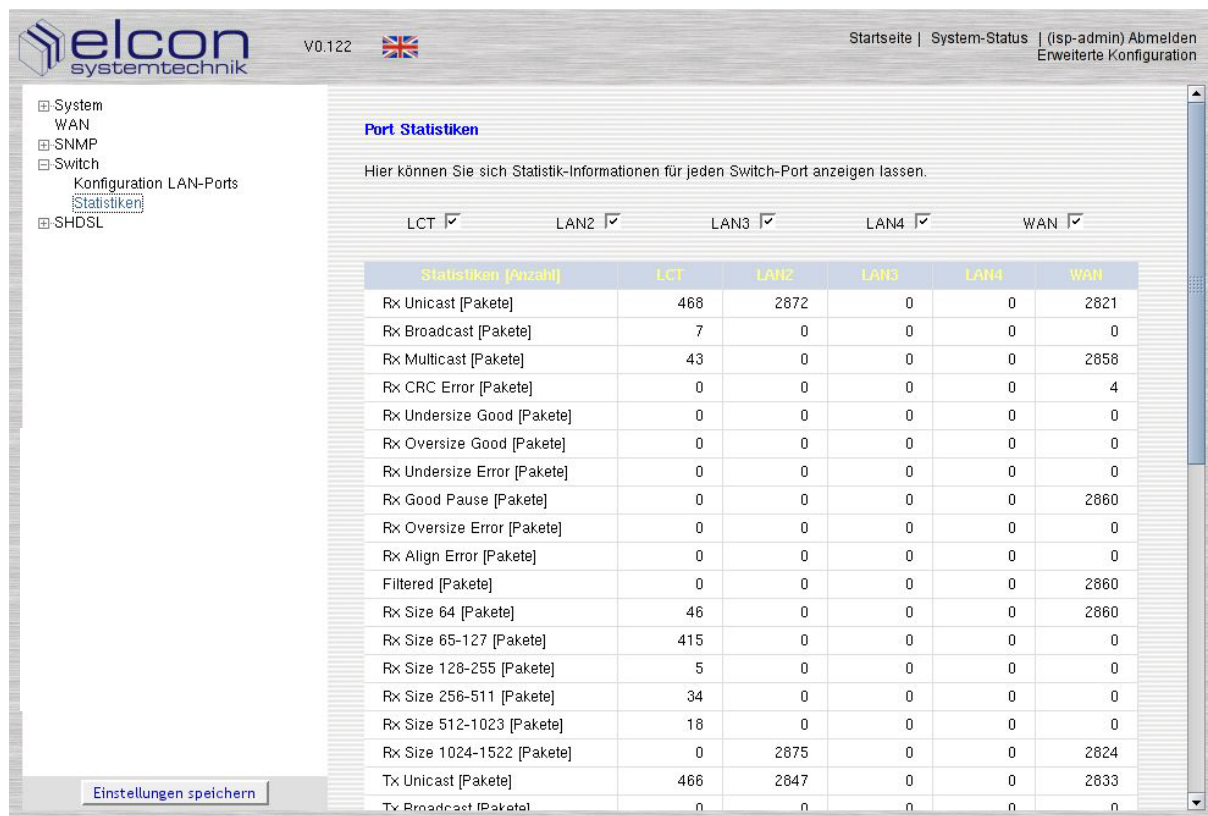 elcon
systemtechnik
V0.122
Startseite | System-Status | (isp-admin) Abmelden
Erweiterte Konfiguration
System
WAN
SNMP
Switch
Konfiguration LAN-Ports
Statistiken
SHDSL
Einstellungen speichern
Port Statistiken
Hier können Sie sich Statistik-Informationen für jeden Switch-Port anzeigen lassen.
LCT LAN2 LAN3 LAN4 WAN
Statistiken [Anzahl] LCT LAN2 LAN3 LAN4 WAN
Rx Unicast [Pakete] 468 2872 0 0 2821
Rx Broadcast [Pakete] 7 0 0 0 0
Rx Multicast [Pakete] 43 0 0 0 2858
Rx CRC Error [Pakete] 0 0 0 0 4
Rx Undersize Good [Pakete] 0 0 0 0 0
Rx Oversize Good [Pakete] 0 0 0 0 0
Rx Undersize Error [Pakete] 0 0 0 0 0
Rx Good Pause [Pakete] 0 0 0 0 2860
Rx Oversize Error [Pakete] 0 0 0 0 0
Rx Align Error [Pakete] 0 0 0 0 0
Filtered [Pakete] 0 0 0 0 2860
Rx Size 64 [Pakete] 46 0 0 0 2860
Rx Size 65-127 [Pakete] 415 0 0 0 0
Rx Size 128-255 [Pakete] 5 0 0 0 0
Rx Size 256-511 [Pakete] 34 0 0 0 0
Rx Size 512-1023 [Pakete] 18 0 0 0 0
Rx Size 1024-1522 [Pakete] 0 2875 0 0 2824
Tx Unicast [Pakete] 466 2847 0 0 2833
Tx Broadcast [Pakete] 0 0 0 0 0